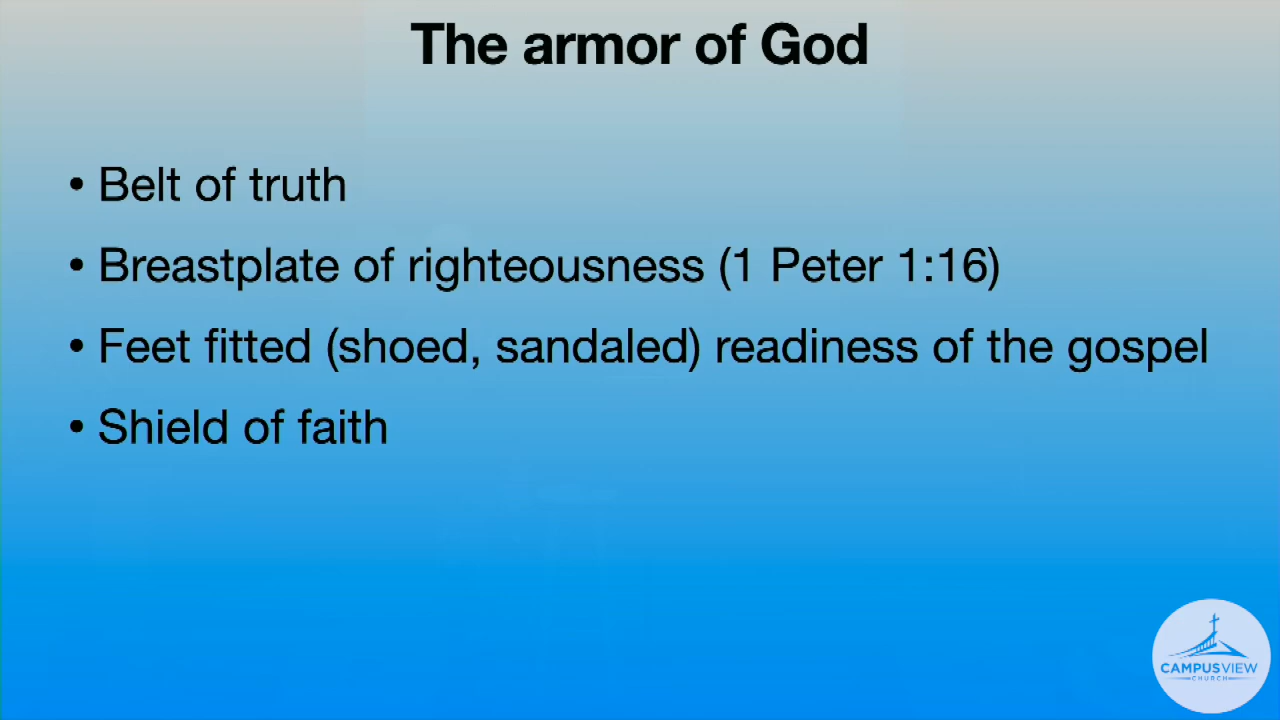 The armor of God
• Belt of truth
• Breastplate of righteousness (1 Peter 1:16)
• Feet fitted (shoed, sandaled) readiness of the gospel
• Shield of faith
CAMPUSVIEW
CHURCH